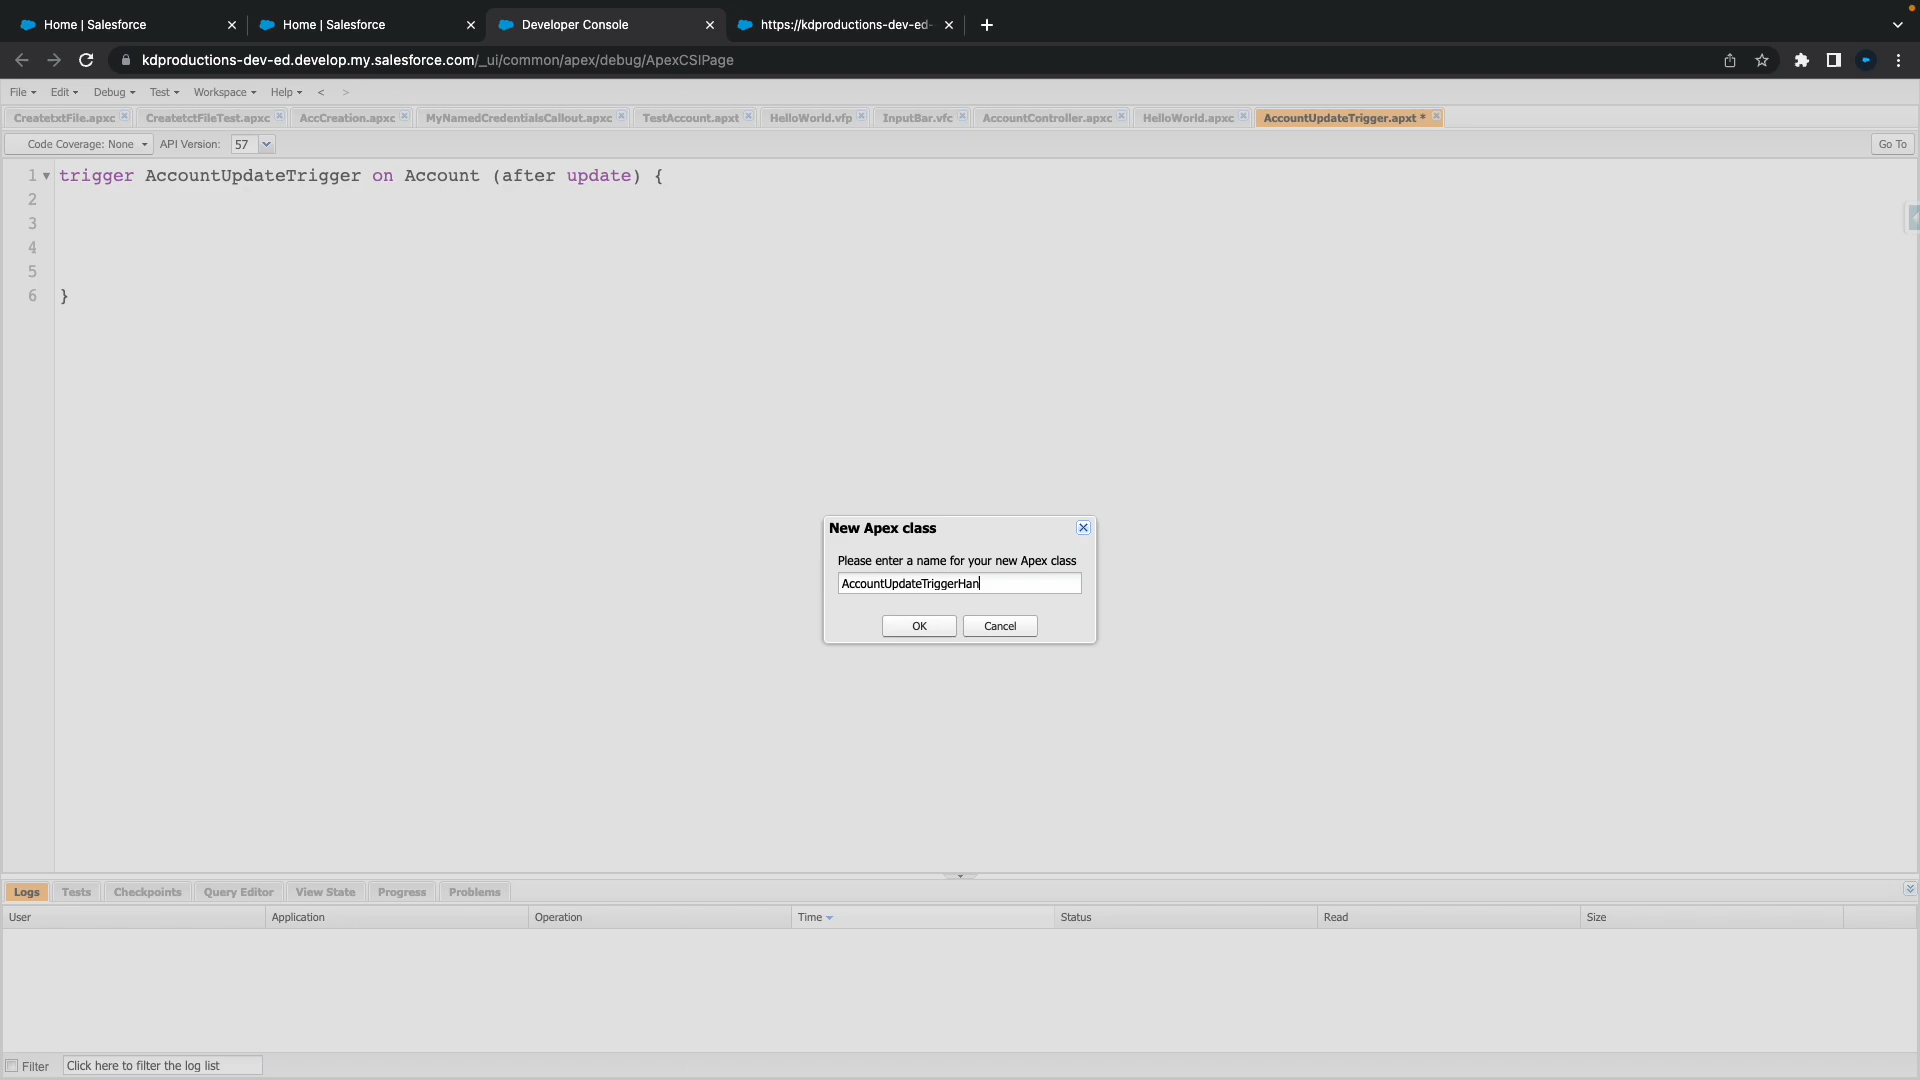 Home | Salesforce
Home | Salesforce
Developer Console
https://kdproductions-dev-ed-
kdproductions-dev-ed.develop.my.salesforce.com/_ui/common/apex/debug/ApexCSIPage
File Edit Debug Test Workspace Help < >
CreatetxtFile.apxc CreatetctFileTest.apxc AccCreation.apxc MyNamedCredentialsCallout.apxc TestAccount.apxt HelloWorld.vfp InputBar.vfc AccountController.apxc HelloWorld.apxc AccountUpdateTrigger.apxt *
Code Coverage: None API Version: 57 Go To
1 trigger AccountUpdateTrigger on Account (after update) {
2
3
4
5
6 }
New Apex class
Please enter a name for your new Apex class
AccountUpdateTriggerHan
OK Cancel
Logs Tests Checkpoints Query Editor View State Progress Problems
User Application Operation Time Status Read Size
Filter Click here to filter the log list